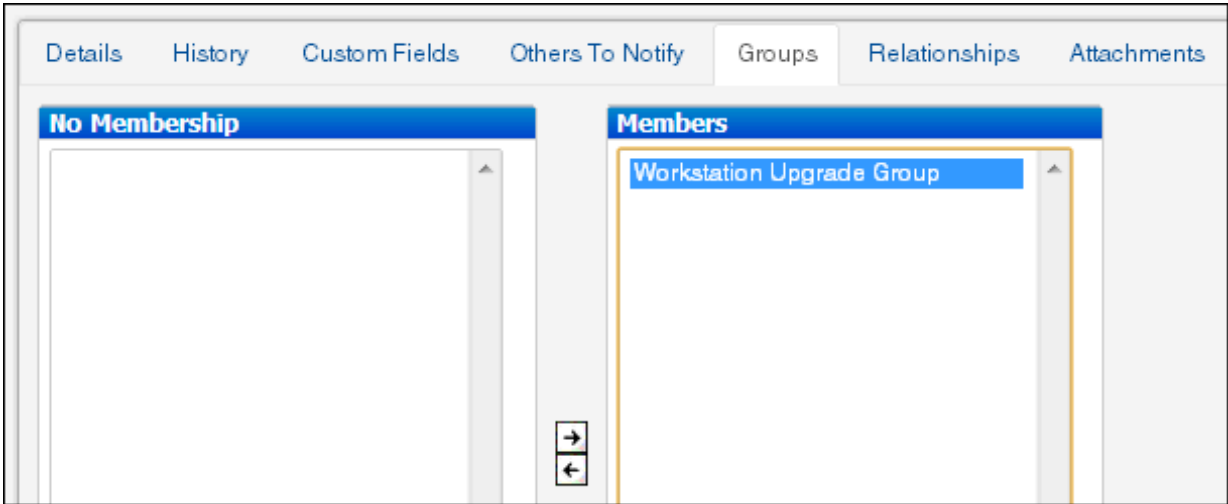 Details History Custom Fields Others To Notify Groups Relationships Attachments
No Membership Members
Workstation Upgrade Group